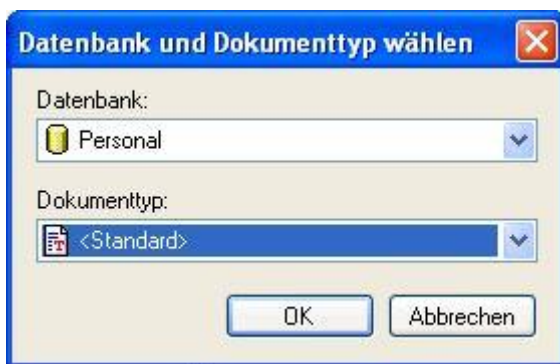 Datenbank und Dokumenttyp wählen
Datenbank:
Personal
Dokumenttyp:
<Standard>
OK Abbrechen